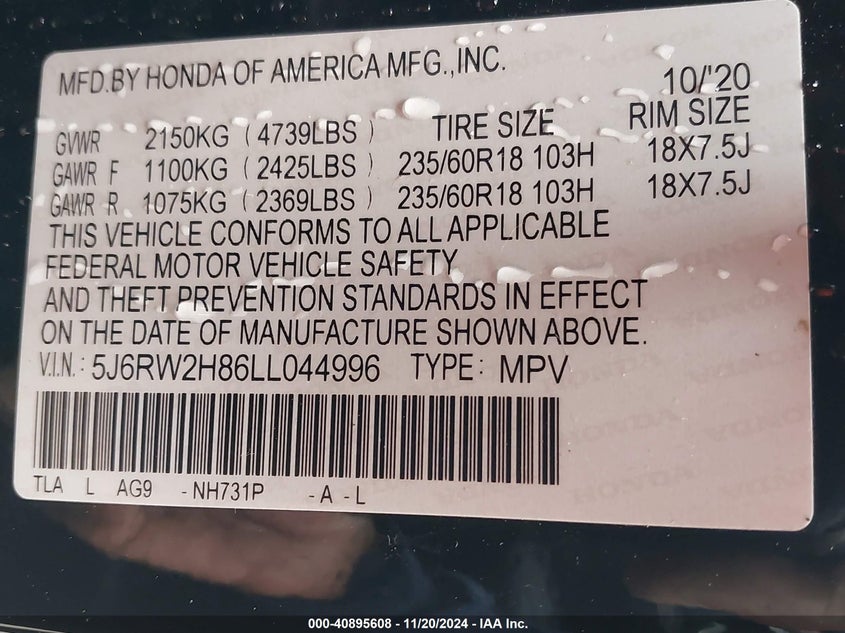 MFD.BY HONDA OF AMERICA MFG.,INC.
10/'20
GVWR 2150KG ( 4739LBS ) TIRE SIZE RIM SIZE
GAWR F 1100KG ( 2425LBS ) 235/60R18 103H 18X7.5J
GAWR R 1075KG ( 2369LBS ) 235/60R18 103H 18X7.5J
THIS VEHICLE CONFORMS TO ALL APPLICABLE
FEDERAL MOTOR VEHICLE SAFETY
AND THEFT PREVENTION STANDARDS IN EFFECT
ON THE DATE OF MANUFACTURE SHOWN ABOVE.
V.I.N.: 5J6RW2H86LL044996 TYPE: MPV
TLA L AG9 -NH731P -A -L
000-40895608 - 11/20/2024 - IAA Inc.